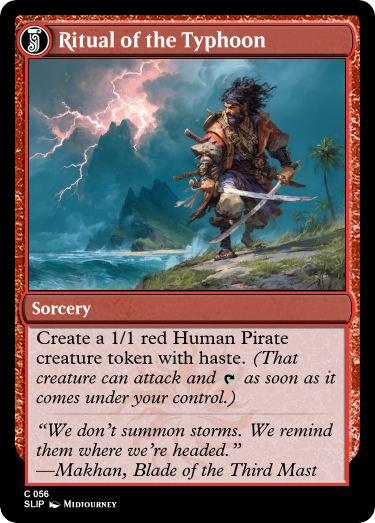 Ritual of the Typhoon
Sorcery
Create a 1/1 red Human Pirate
creature token with haste. (That
creature can attack and as soon as it
comes under your control.)
“We don’t summon storms. We remind
them where we’re headed.”
—Makhan, Blade of the Third Mast
C 056
SLIP Midjourney